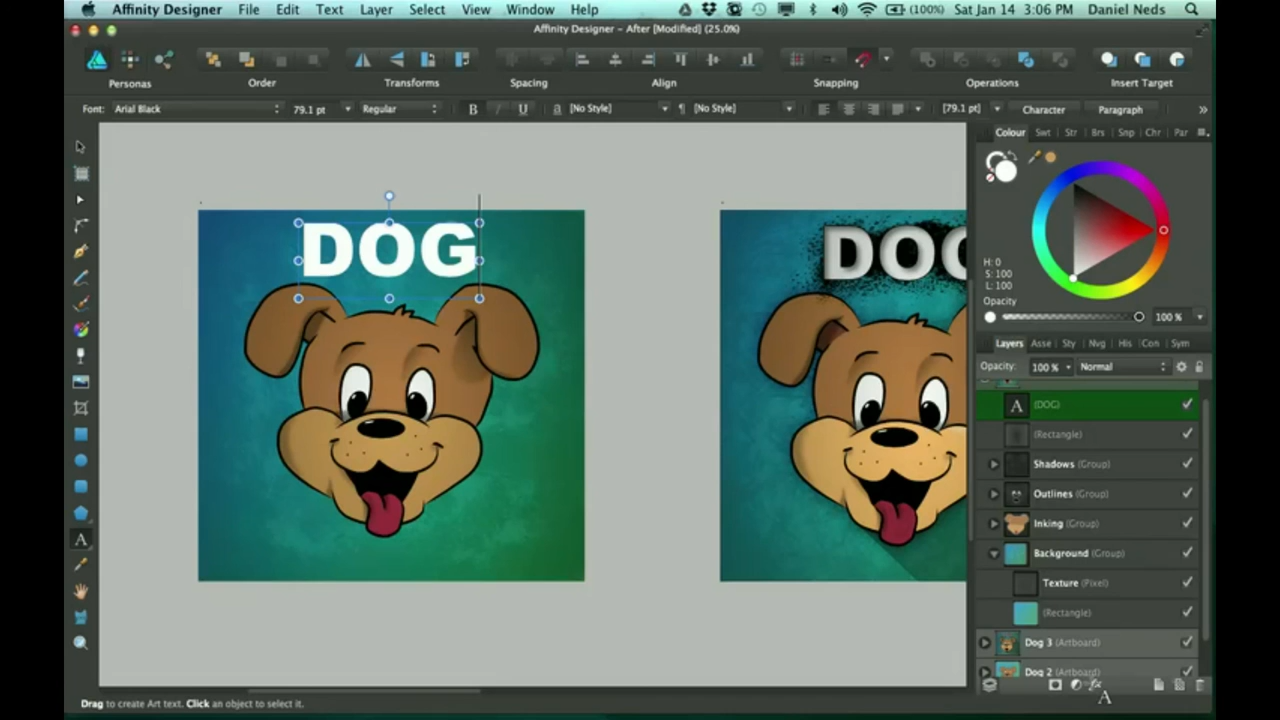 Affinity Designer File Edit Text Layer Select View Window Help (100%) Sat Jan 14 3:06 PM Daniel Neds
Affinity Designer - After [Modified] (25.0%)
Personas Order Transforms Spacing Align Snapping Operations Insert Target
Font: Arial Black 79.1 pt Regular B I U a [No Style] ¶ [No Style] [79.1 pt] Character Paragraph »
Colour Swt Str Brs Snp Chr Par
H: 0
S: 100
L: 100
Opacity
100 %
Layers Asse Sty Nvg His Con Sym
Opacity: 100 % Normal
A (DOG)
(Rectangle)
Shadows (Group)
Outlines (Group)
Inking (Group)
Background (Group)
Texture (Pixel)
(Rectangle)
Dog 3 (Artboard)
Dog 2 (Artboard)
fx
A
DOG
DOG
A
Drag to create Art text. Click an object to select it.